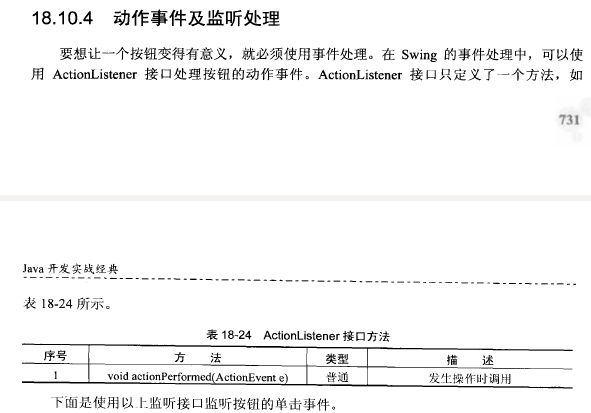 18.10.4 动作事件及监听处理
要想让一个按钮变得有意义，就必须使用事件处理。在 Swing 的事件处理中，可以使
用 ActionListener 接口处理按钮的动作事件。ActionListener 接口只定义了一个方法，如
731
Java 开发实战经典
表 18-24 所示。
表 18-24 ActionListener 接口方法
序号 方 法 类型 描 述
1 void actionPerformed(ActionEvent e) 普通 发生操作时调用
下面是使用以上监听接口监听按钮的单击事件。